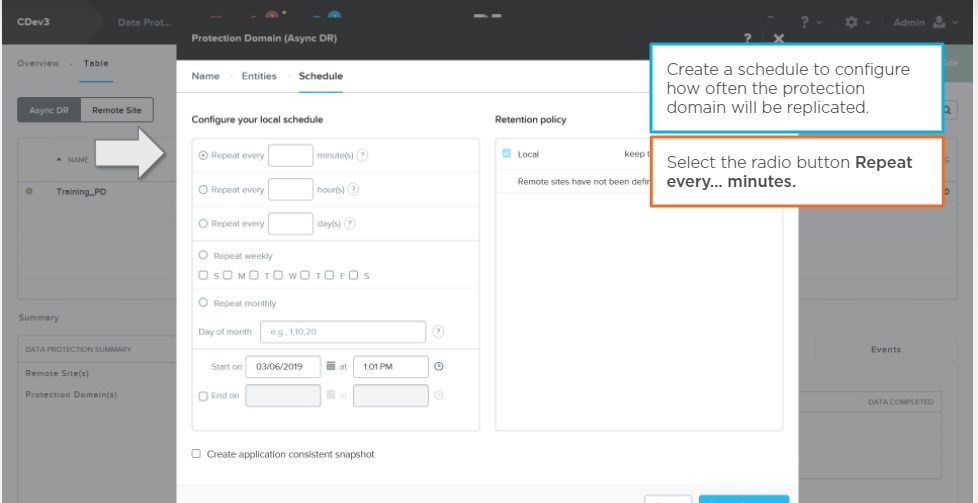 CDev3
Data Prot...
? Admin
Protection Domain (Async DR)
? X
Overview · Table
Name · Entities · Schedule
Create a schedule to configure
how often the protection
domain will be replicated.
Async DR Remote Site
Configure your local schedule
Retention policy
Select the radio button Repeat
every... minutes.
NAME
Repeat every minute(s) ?
Local keep t
Training_PD
Repeat every hour(s) ?
Remote sites have not been defin
Repeat every day(s) ?
Repeat weekly
S M T W T F S
Repeat monthly
Day of month: e.g., 1,10,20 ?
Summary
DATA PROTECTION SUMMARY
Events
Start on 03/06/2019 at 1:01 PM
Remote Site(s)
Protection Domain(s)
End on at
DATA COMPLETED
Create application consistent snapshot